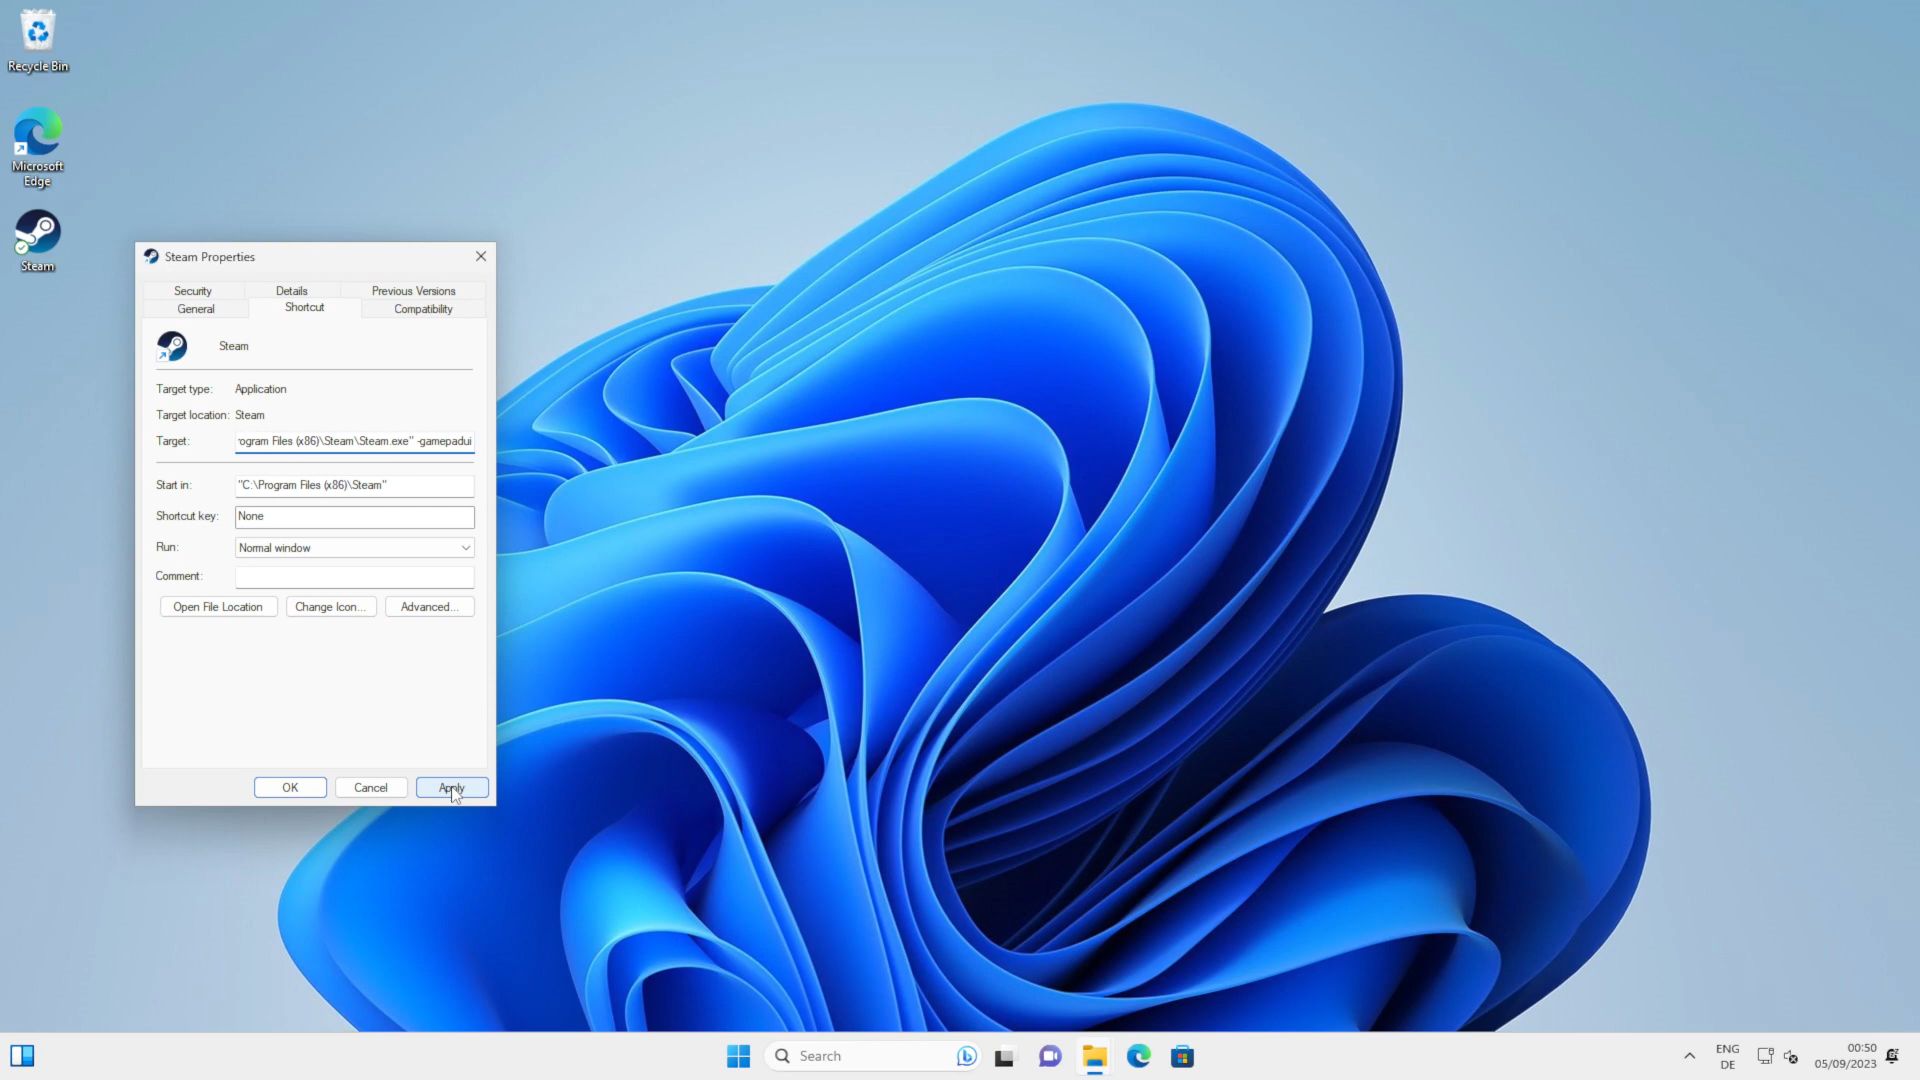 Recycle Bin
Microsoft
Edge
Steam
Steam Properties
Security Details Previous Versions
General Shortcut Compatibility
Steam
Target type: Application
Target location: Steam
Target: ogram Files (x86)\Steam\Steam.exe" -gamepadui
Start in: "C:\Program Files (x86)\Steam"
Shortcut key: None
Run: Normal window
Comment:
Open File Location Change Icon... Advanced...
OK Cancel Apply
Search
ENG
DE
00:50
05/09/2023